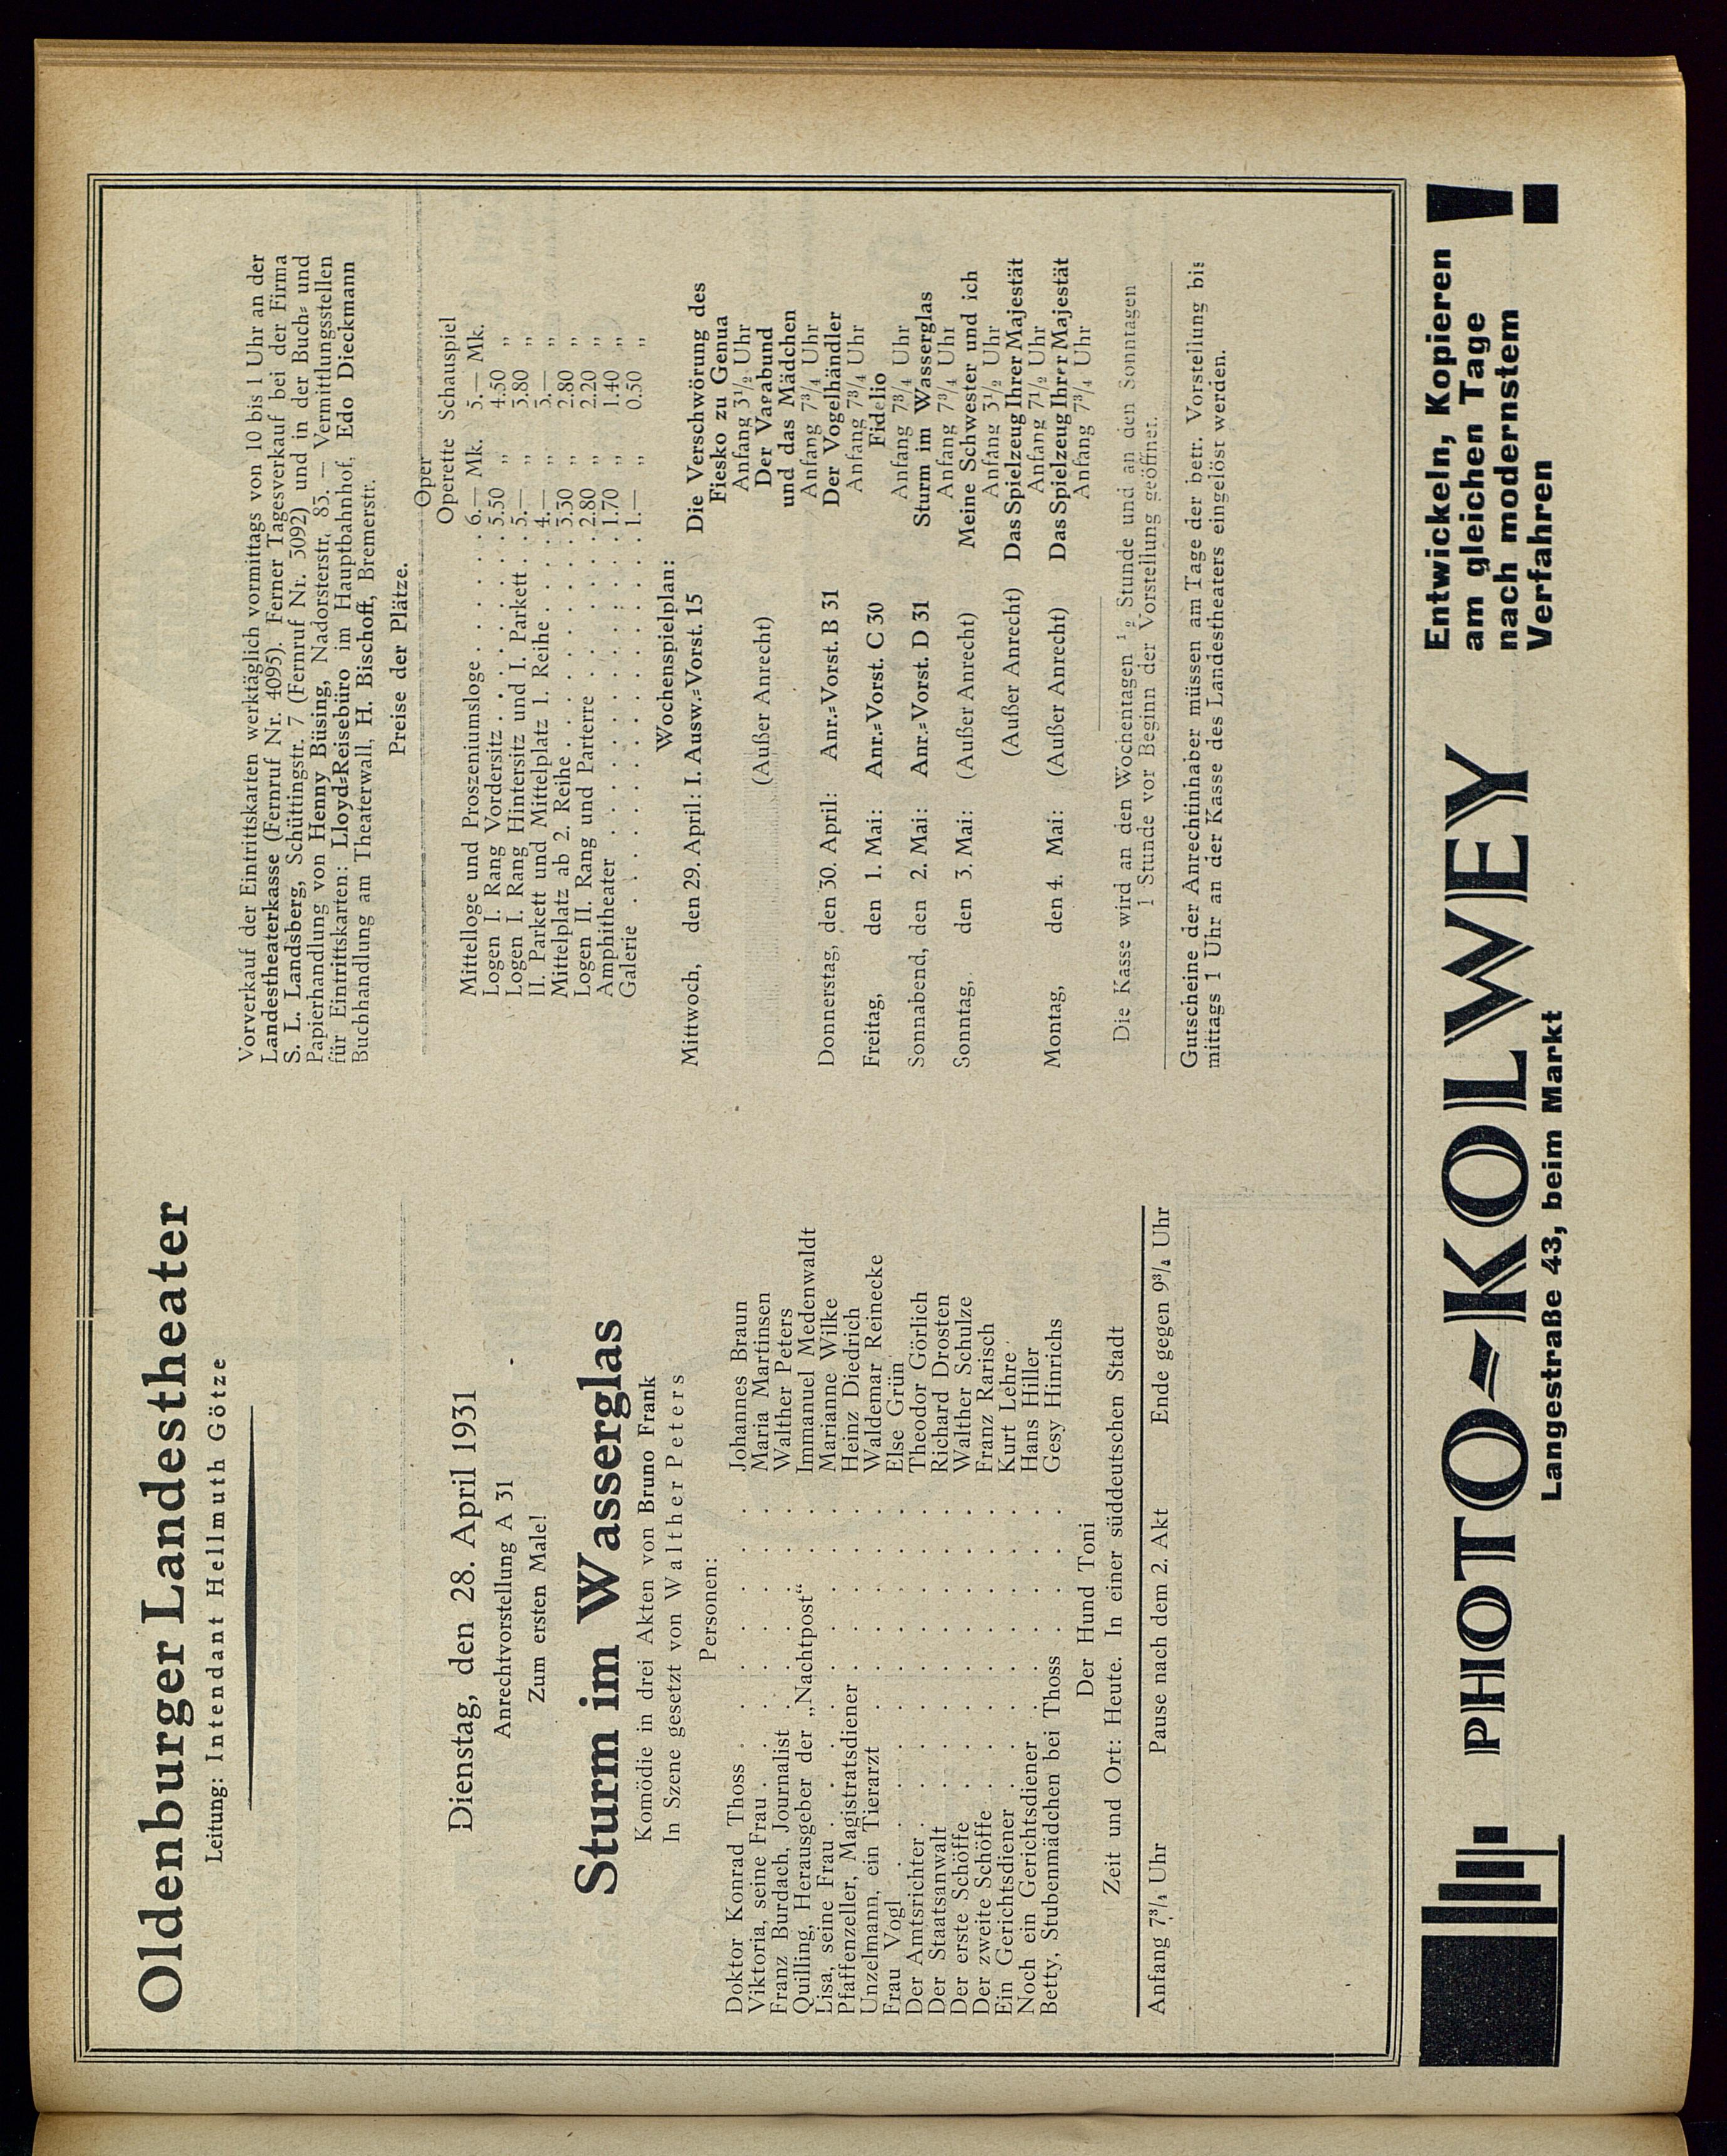 Oldenburger Landestheater
Leitung: Intendant Hellmuth Götze
Dienstag, den 28. April 1931
Anrechtvorstellung A 31
Zum ersten Male!
Sturm im Wasserglas
Komödie in drei Akten von Bruno Frank
In Szene gesetzt von Walther Peters
Personen:
Doktor Konrad Thoss . . . . . . . Johannes Braun
Viktoria, seine Frau . . . . . . . Maria Martinsen
Franz Burdach, Journalist . . . . . . Walther Peters
Quilling, Herausgeber der „Nachtpost“ . . . Immanuel Medenwaldt
Lisa, seine Frau . . . . . . . Marianne Wilke
Pfaffenzeller, Magistratsdiener . . . . . Heinz Diedrich
Unzelmann, ein Tierarzt . . . . . . Waldemar Reinecke
Frau Vogl . . . . . . . . Else Grün
Der Amtsrichter . . . . . . . . Theodor Görlich
Der Staatsanwalt . . . . . . . Richard Drosten
Der erste Schöffe . . . . . . . Walther Schulze
Der zweite Schöffe . . . . . . . Franz Rarisch
Ein Gerichtsdiener . . . . . . . Kurt Lehre
Noch ein Gerichtsdiener . . . . . . Hans Hiller
Betty, Stubenmädchen bei Thoss . . . . . Gesy Hinrichs
Der Hund Toni
Zeit und Ort: Heute. In einer süddeutschen Stadt
Anfang 7¾ Uhr Pause nach dem 2. Akt Ende gegen 9¾ Uhr
Vorverkauf der Eintrittskarten werktäglich vormittags von 10 bis 1 Uhr an der
Landestheaterkasse (Fernruf Nr. 4095). Ferner Tagesverkauf bei der Firma
S. L. Landsberg, Schüttingstr. 7 (Fernruf Nr. 3092) und in der Buch- und
Papierhandlung von Henny Büsing, Nadorsterstr. 83. — Vermittlungsstellen
für Eintrittskarten: Lloyd-Reisebüro im Hauptbahnhof, Edo Dieckmann
Buchhandlung am Theaterwall, H. Bischoff, Bremerstr.
Preise der Plätze.
Oper
Operette Schauspiel
Mittelloge und Proszeniumsloge . . . . . 6.— Mk. 5.— Mk.
Logen I. Rang Vordersitz . . . . . . 5.50 „ 4.50 „
Logen I. Rang Hintersitz und I. Parkett . . 5.— „ 3.80 „
II. Parkett und Mittelplatz 1. Reihe . . . 4.— „ 3.— „
Mittelplatz ab 2. Reihe . . . . . . 3.30 „ 2.80 „
Logen II. Rang und Parterre . . . . . 2.80 „ 2.20 „
Amphitheater . . . . . . . . 1.70 „ 1.40 „
Galerie . . . . . . . . . 1.— „ 0.50 „
Wochenspielplan:
Mittwoch, den 29. April: I. Ausw.-Vorst. 15 Die Verschwörung des
Fiesko zu Genua
Anfang 3½ Uhr
(Außer Anrecht) Der Vagabund
und das Mädchen
Anfang 7¾ Uhr
Donnerstag, den 30. April: Anr.-Vorst. B 31 Der Vogelhändler
Anfang 7¾ Uhr
Freitag, den 1. Mai: Anr.-Vorst. C 30 Fidelio
Anfang 7¾ Uhr
Sonnabend, den 2. Mai: Anr.-Vorst. D 31 Sturm im Wasserglas
Anfang 7¾ Uhr
Sonntag, den 3. Mai: (Außer Anrecht) Meine Schwester und ich
Anfang 3½ Uhr
(Außer Anrecht) Das Spielzeug Ihrer Majestät
Anfang 7½ Uhr
Montag, den 4. Mai: (Außer Anrecht) Das Spielzeug Ihrer Majestät
Anfang 7¾ Uhr
Die Kasse wird an den Wochentagen ½ Stunde und an den Sonntagen
1 Stunde vor Beginn der Vorstellung geöffnet.
Gutscheine der Anrechtinhaber müssen am Tage der betr. Vorstellung bis
mittags 1 Uhr an der Kasse des Landestheaters eingelöst werden.
PHOTO-KOLWEY
Langestraße 43, beim Markt
Entwickeln, Kopieren
am gleichen Tage
nach modernstem
Verfahren
!